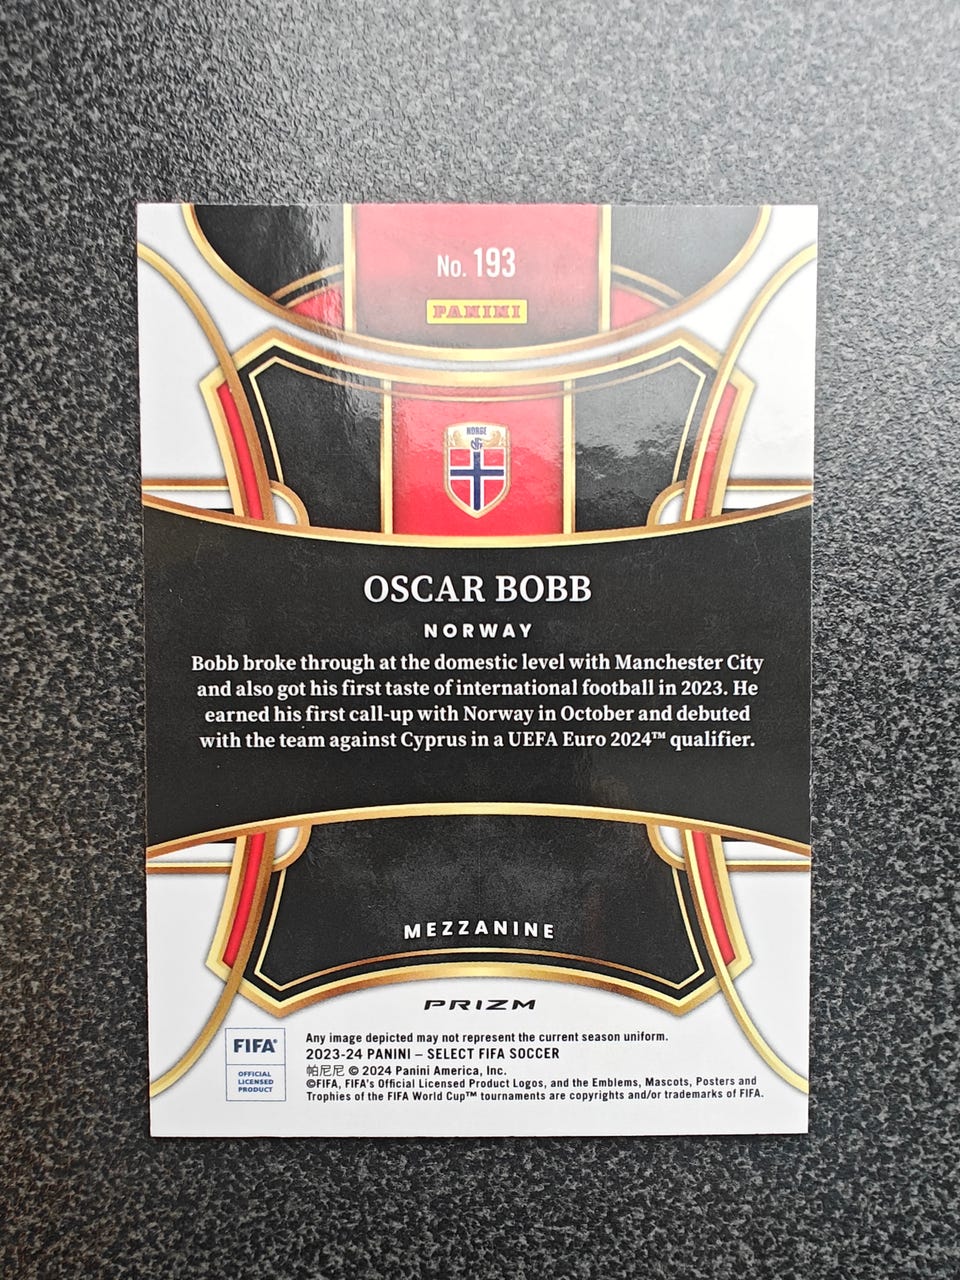 No. 193
PANINI
NORGE
OSCAR BOBB
NORWAY
Bobb broke through at the domestic level with Manchester City
and also got his first taste of international football in 2023. He
earned his first call-up with Norway in October and debuted
with the team against Cyprus in a UEFA Euro 2024™ qualifier.
MEZZANINE
PRIZM
FIFA®
OFFICIAL
LICENSED
PRODUCT
Any image depicted may not represent the current season uniform.
2023-24 PANINI – SELECT FIFA SOCCER
帕尼尼 © 2024 Panini America, Inc.
©FIFA, FIFA's Official Licensed Product Logos, and the Emblems, Mascots, Posters and
Trophies of the FIFA World Cup™ tournaments are copyrights and/or trademarks of FIFA.